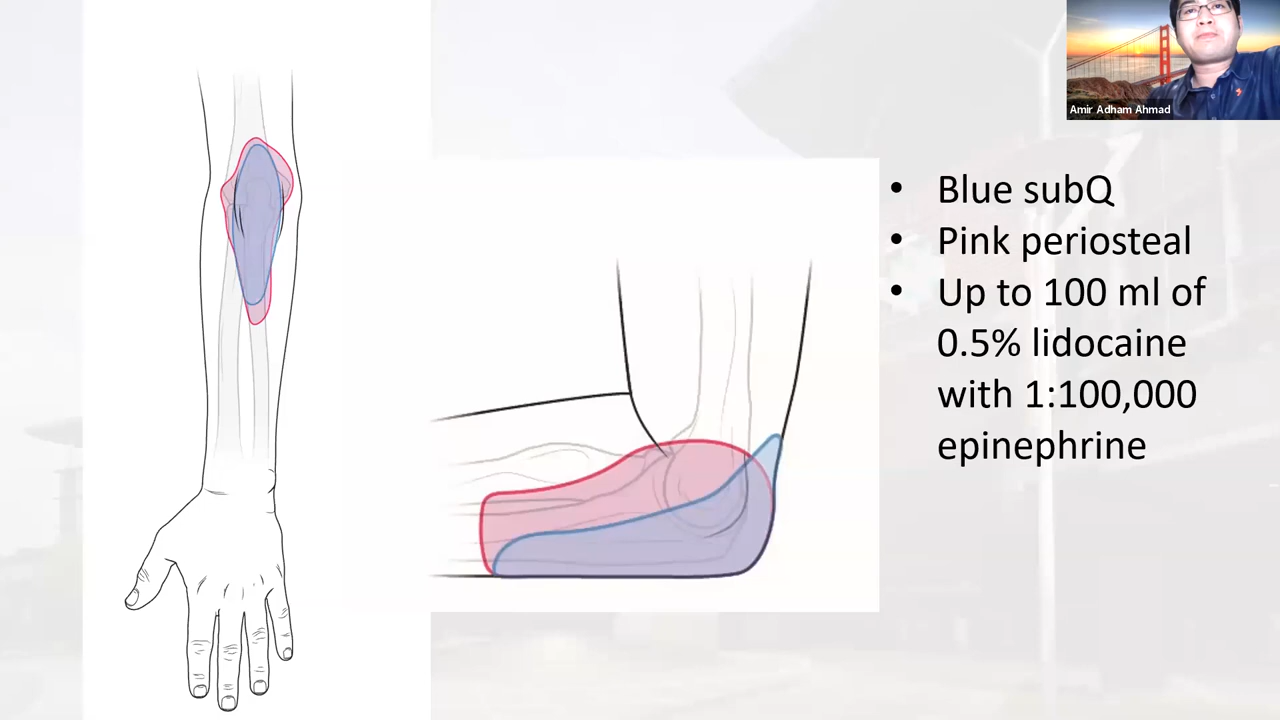 Amir Adham Ahmad
• Blue subQ
• Pink periosteal
• Up to 100 ml of
0.5% lidocaine
with 1:100,000
epinephrine